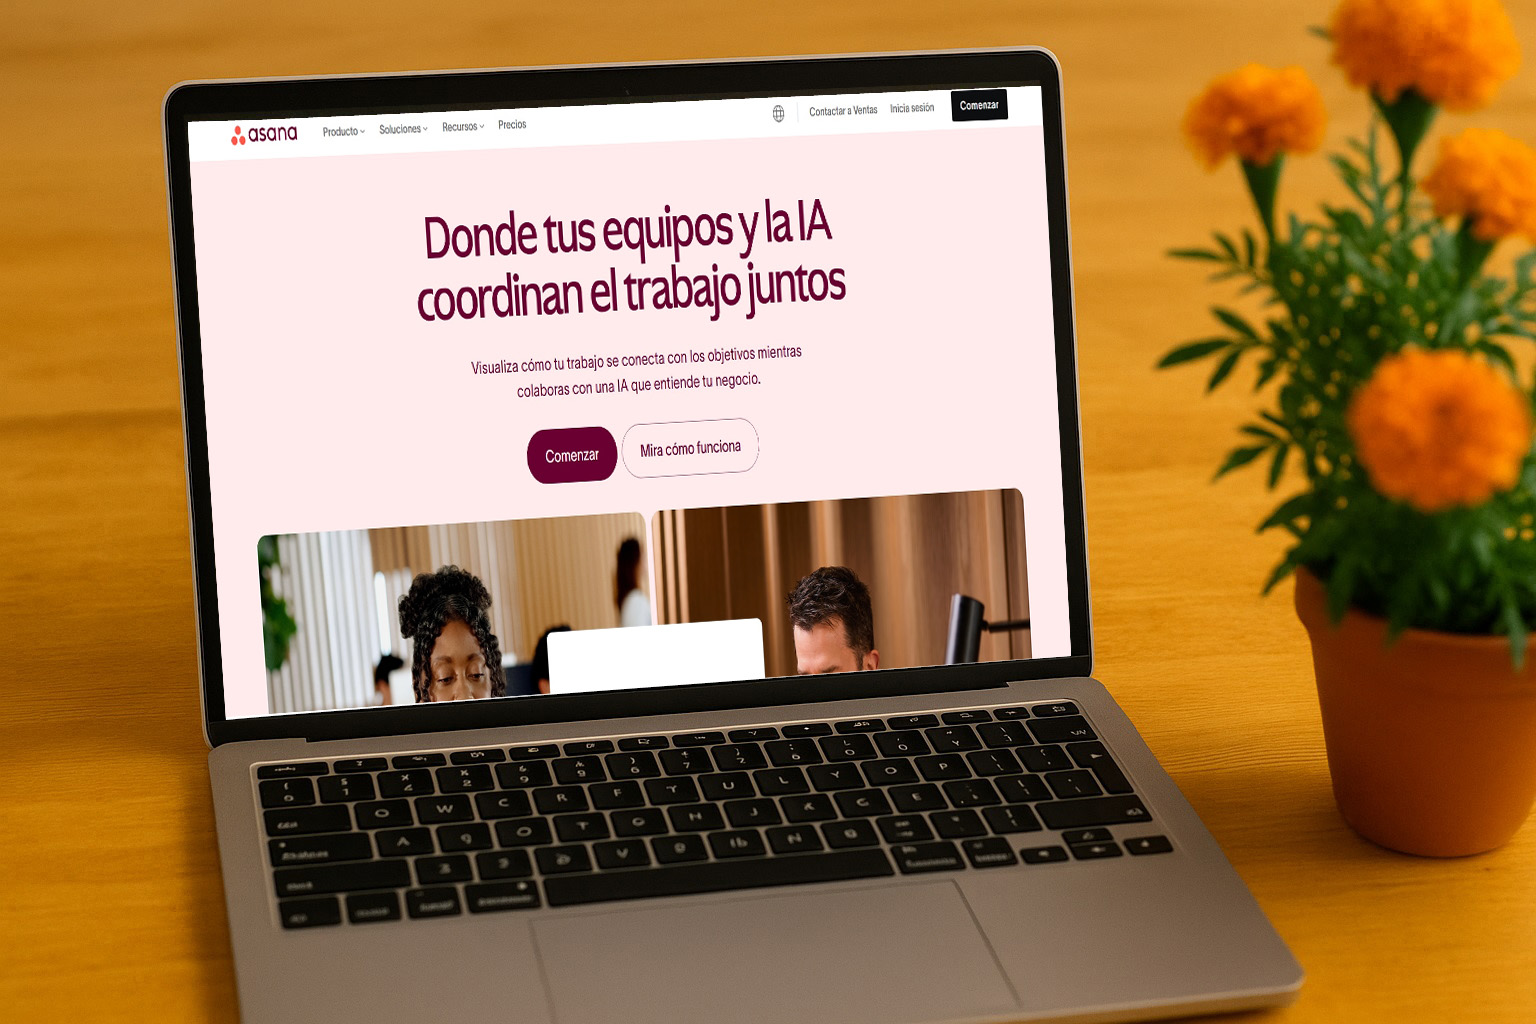 asana
Producto
Soluciones
Recursos
Precios
Contactar a Ventas
Inicia sesión
Comenzar
Donde tus equipos y la IA
coordinan el trabajo juntos
Visualiza cómo tu trabajo se conecta con los objetivos mientras
colaboras con una IA que entiende tu negocio.
Comenzar
Mira cómo funciona